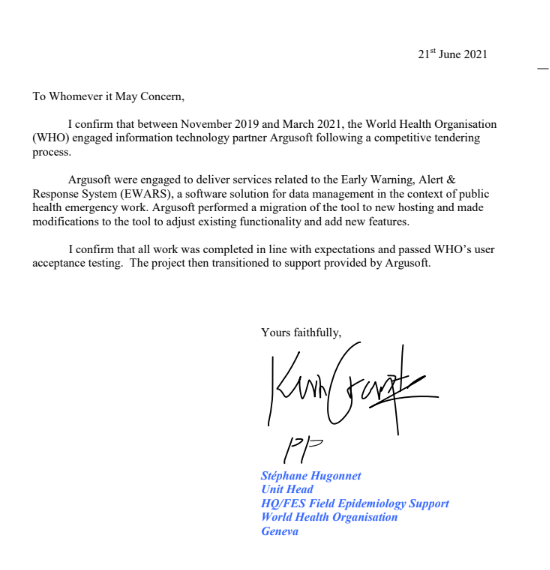 21st June 2021
To Whomever it May Concern,
I confirm that between November 2019 and March 2021, the World Health Organisation
(WHO) engaged information technology partner Argusoft following a competitive tendering
process.
Argusoft were engaged to deliver services related to the Early Warning, Alert &
Response System (EWARS), a software solution for data management in the context of public
health emergency work. Argusoft performed a migration of the tool to new hosting and made
modifications to the tool to adjust existing functionality and add new features.
I confirm that all work was completed in line with expectations and passed WHO’s user
acceptance testing. The project then transitioned to support provided by Argusoft.
Yours faithfully,
pp
Stéphane Hugonnet
Unit Head
HQ/FES Field Epidemiology Support
World Health Organisation
Geneva